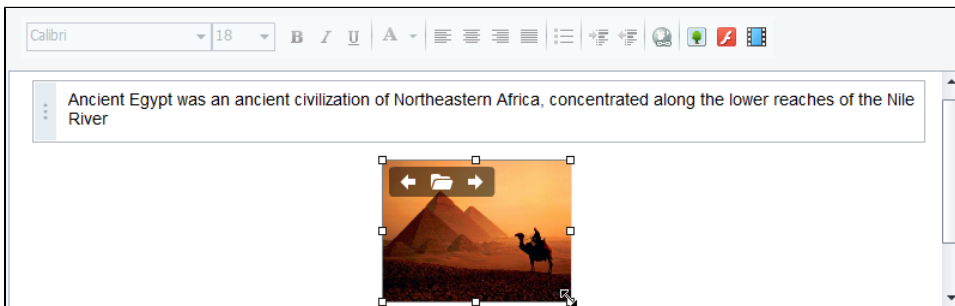 Calibri 18 B I U A
Ancient Egypt was an ancient civilization of Northeastern Africa, concentrated along the lower reaches of the Nile
River